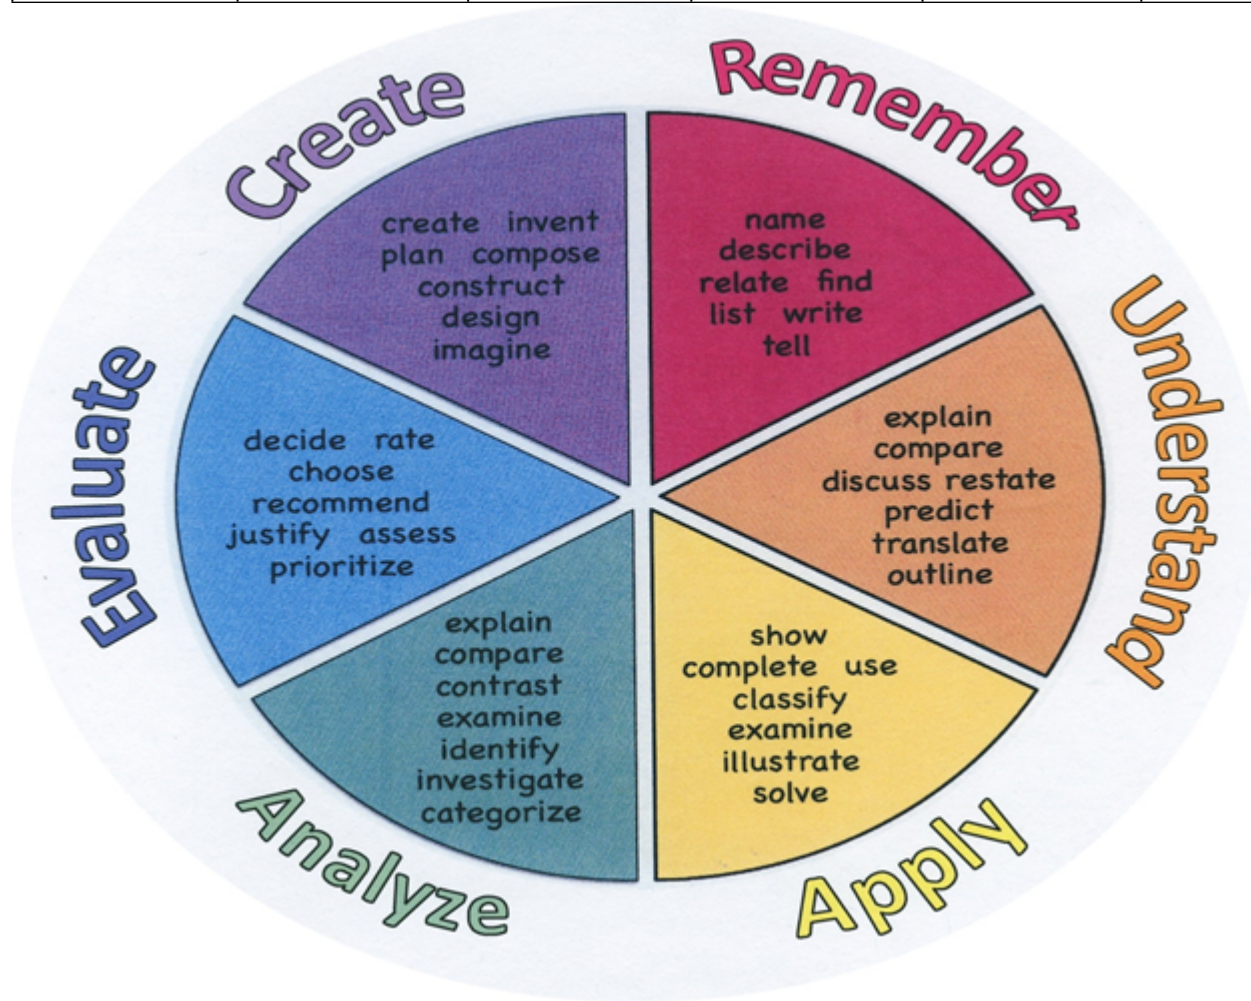 Remember
name
describe
relate find
list write
tell
Understand
explain
compare
discuss restate
predict
translate
outline
Apply
show
complete use
classify
examine
illustrate
solve
Analyze
explain
compare
contrast
examine
identify
investigate
categorize
Evaluate
decide rate
choose
recommend
justify assess
prioritize
Create
create invent
plan compose
construct
design
imagine